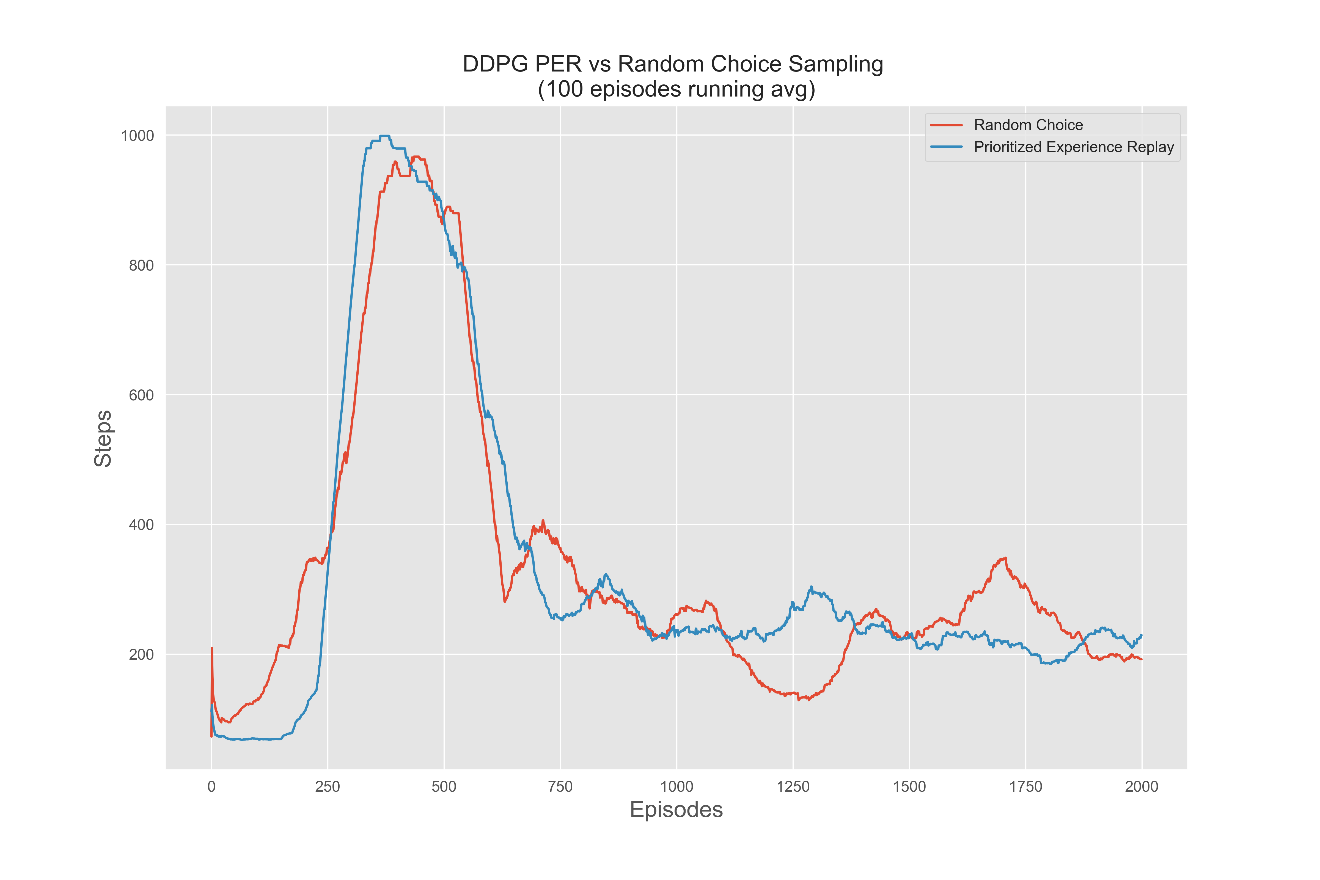 DDPG PER vs Random Choice Sampling
(100 episodes running avg)
Random Choice
Prioritized Experience Replay
1000
800
600
400
200
Steps
0 250 500 750 1000 1250 1500 1750 2000
Episodes